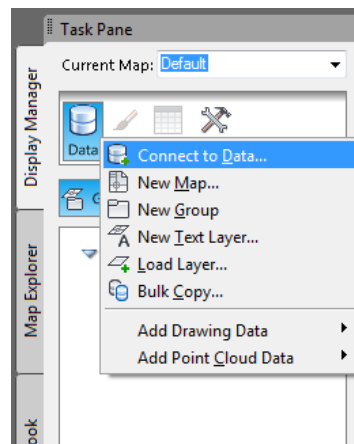 Task Pane
Current Map: Default
Display Manager
Data
Connect to Data...
New Map...
New Group
New Text Layer...
Load Layer...
Bulk Copy...
Add Drawing Data
Add Point Cloud Data
Map Explorer